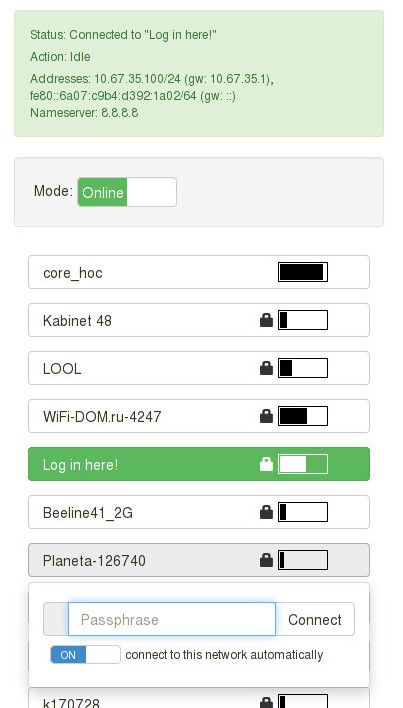 Status: Connected to "Log in here!"
Action: Idle
Addresses: 10.67.35.100/24 (gw: 10.67.35.1),
fe80::6a07:c9b4:d392:1a02/64 (gw: ::)
Nameserver: 8.8.8.8
Mode: Online
core_hoc
Kabinet 48
LOOL
WiFi-DOM.ru-4247
Log in here!
Beeline41_2G
Planeta-126740
Passphrase Connect
ON connect to this network automatically
k170728